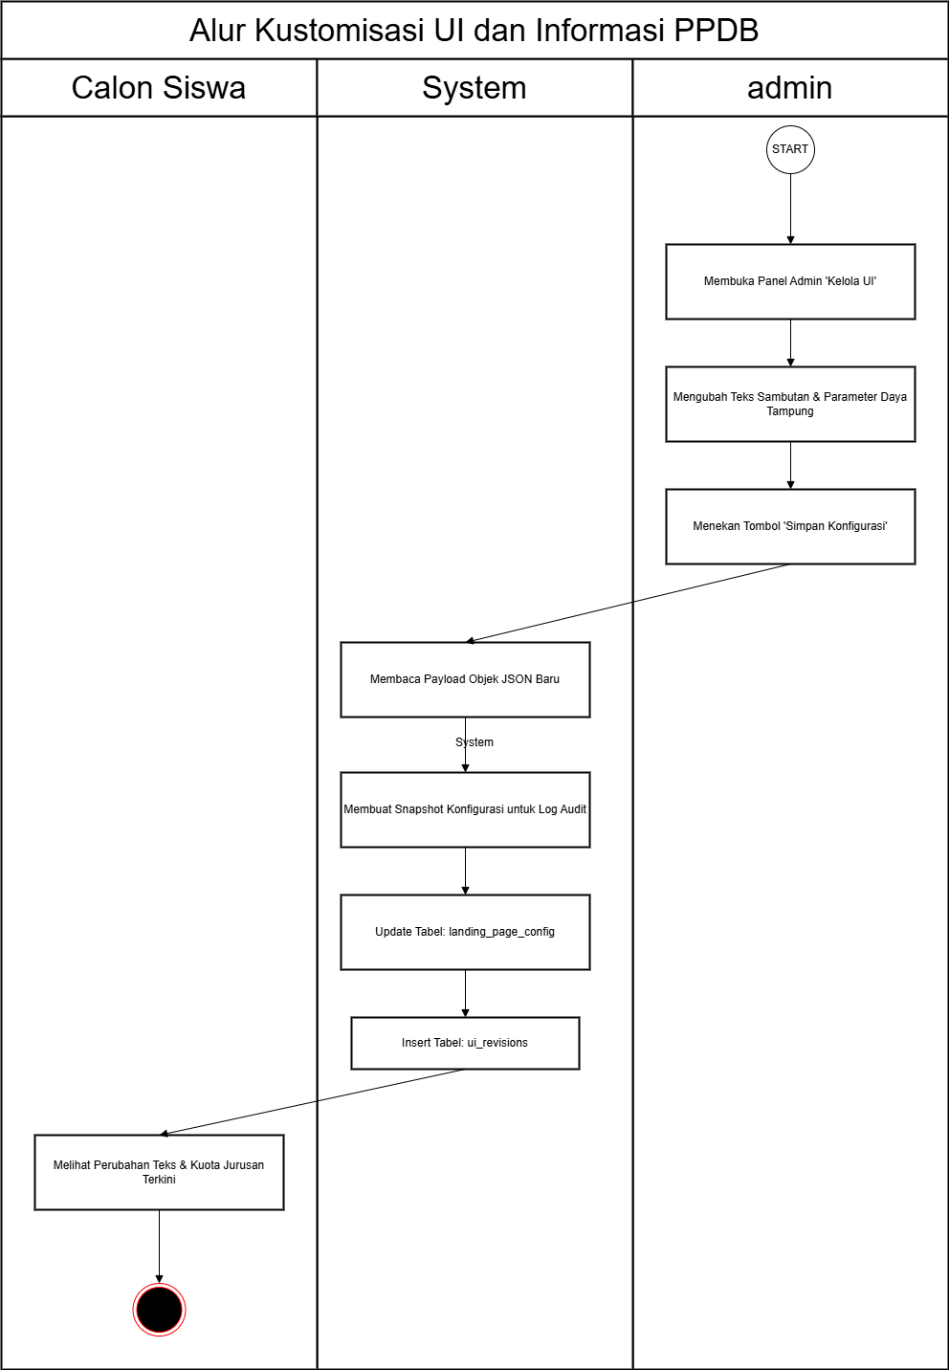 Alur Kustomisasi UI dan Informasi PPDB
Calon Siswa
System
admin
START
Membuka Panel Admin 'Kelola UI'
Mengubah Teks Sambutan & Parameter Daya
Tampung
Menekan Tombol 'Simpan Konfigurasi'
Membaca Payload Objek JSON Baru
System
Membuat Snapshot Konfigurasi untuk Log Audit
Update Tabel: landing_page_config
Insert Tabel: ui_revisions
Melihat Perubahan Teks & Kuota Jurusan
Terkini